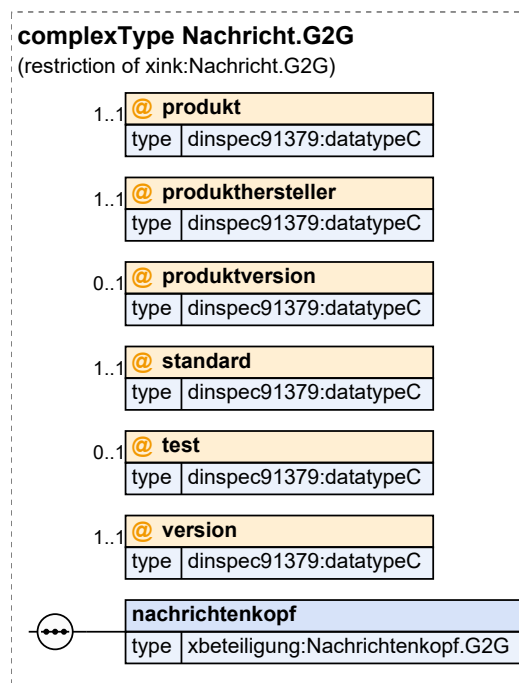 complexType Nachricht.G2G
(restriction of xink:Nachricht.G2G)
1..1 @ produkt
type dinspec91379:datatypeC
1..1 @ produkthersteller
type dinspec91379:datatypeC
0..1 @ produktversion
type dinspec91379:datatypeC
1..1 @ standard
type dinspec91379:datatypeC
0..1 @ test
type dinspec91379:datatypeC
1..1 @ version
type dinspec91379:datatypeC
nachrichtenkopf
type xbeteiligung:Nachrichtenkopf.G2G